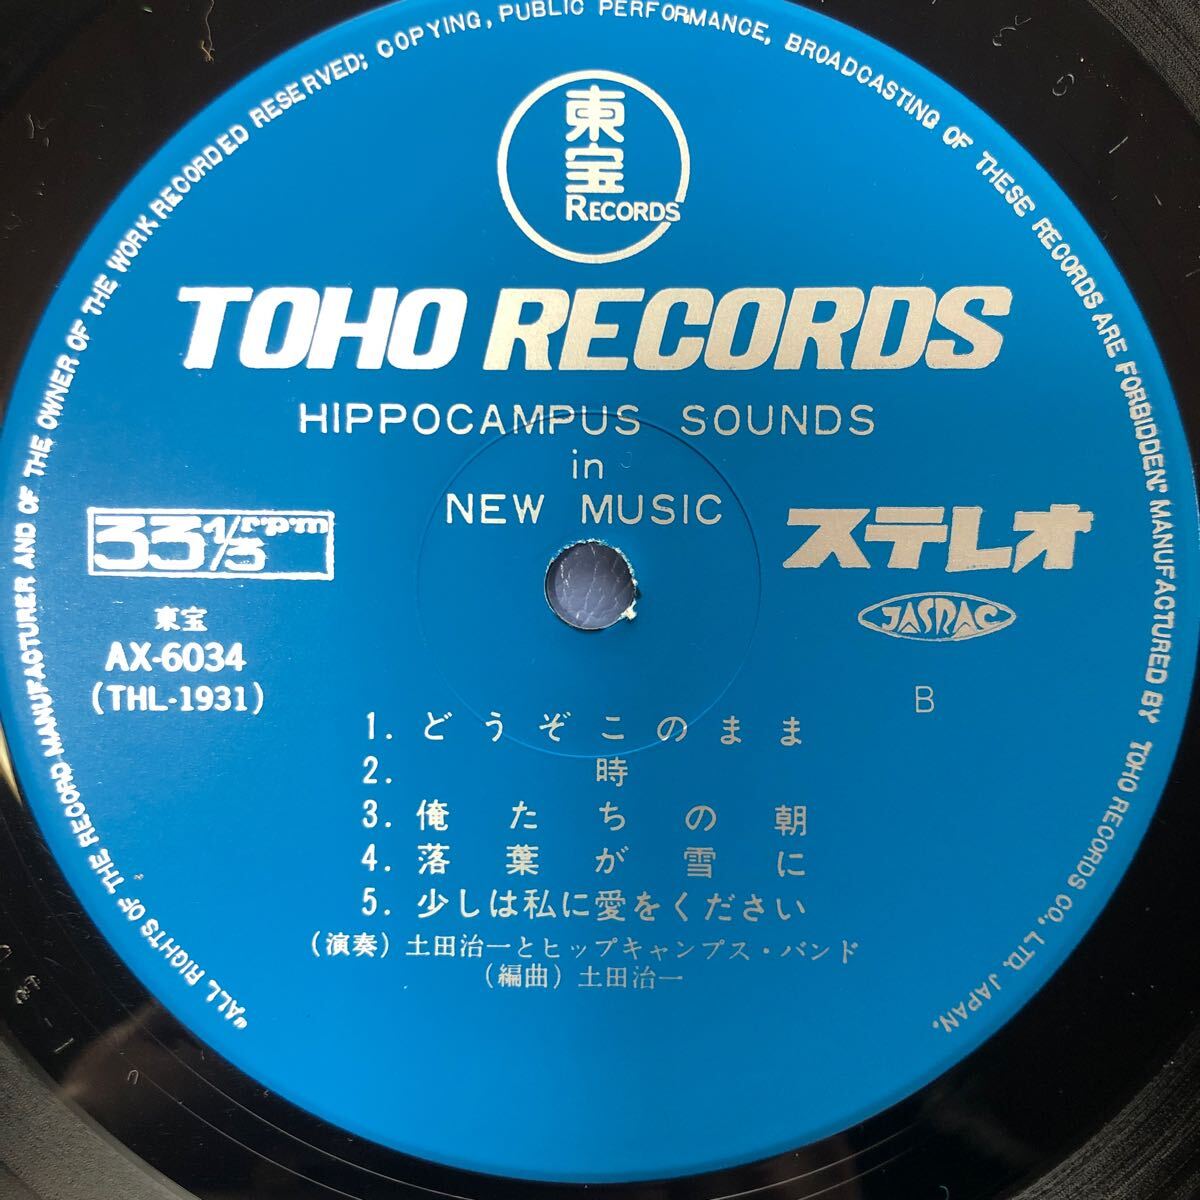 "ALL RIGHTS OF THE RECORD MANUFACTURER AND OF THE OWNER OF THE WORK RECORDED RESERVED; COPYING, PUBLIC PERFORMANCE, BROADCASTING OF THESE RECORDS ARE FORBIDDEN." MANUFACTURED BY TOHO RECORDS CO., LTD. JAPAN.
東宝
RECORDS
TOHO RECORDS
HIPPOCAMPUS SOUNDS
in
NEW MUSIC
33 1/3 rpm
ステレオ
JASRAC
東宝
AX-6034
(THL-1931)
B
1. どうぞこのまま
2. 時
3. 俺たちの朝
4. 落葉が雪に
5. 少しは私に愛をください
(演奏) 土田治一とヒップキャンプス・バンド
(編曲) 土田治一